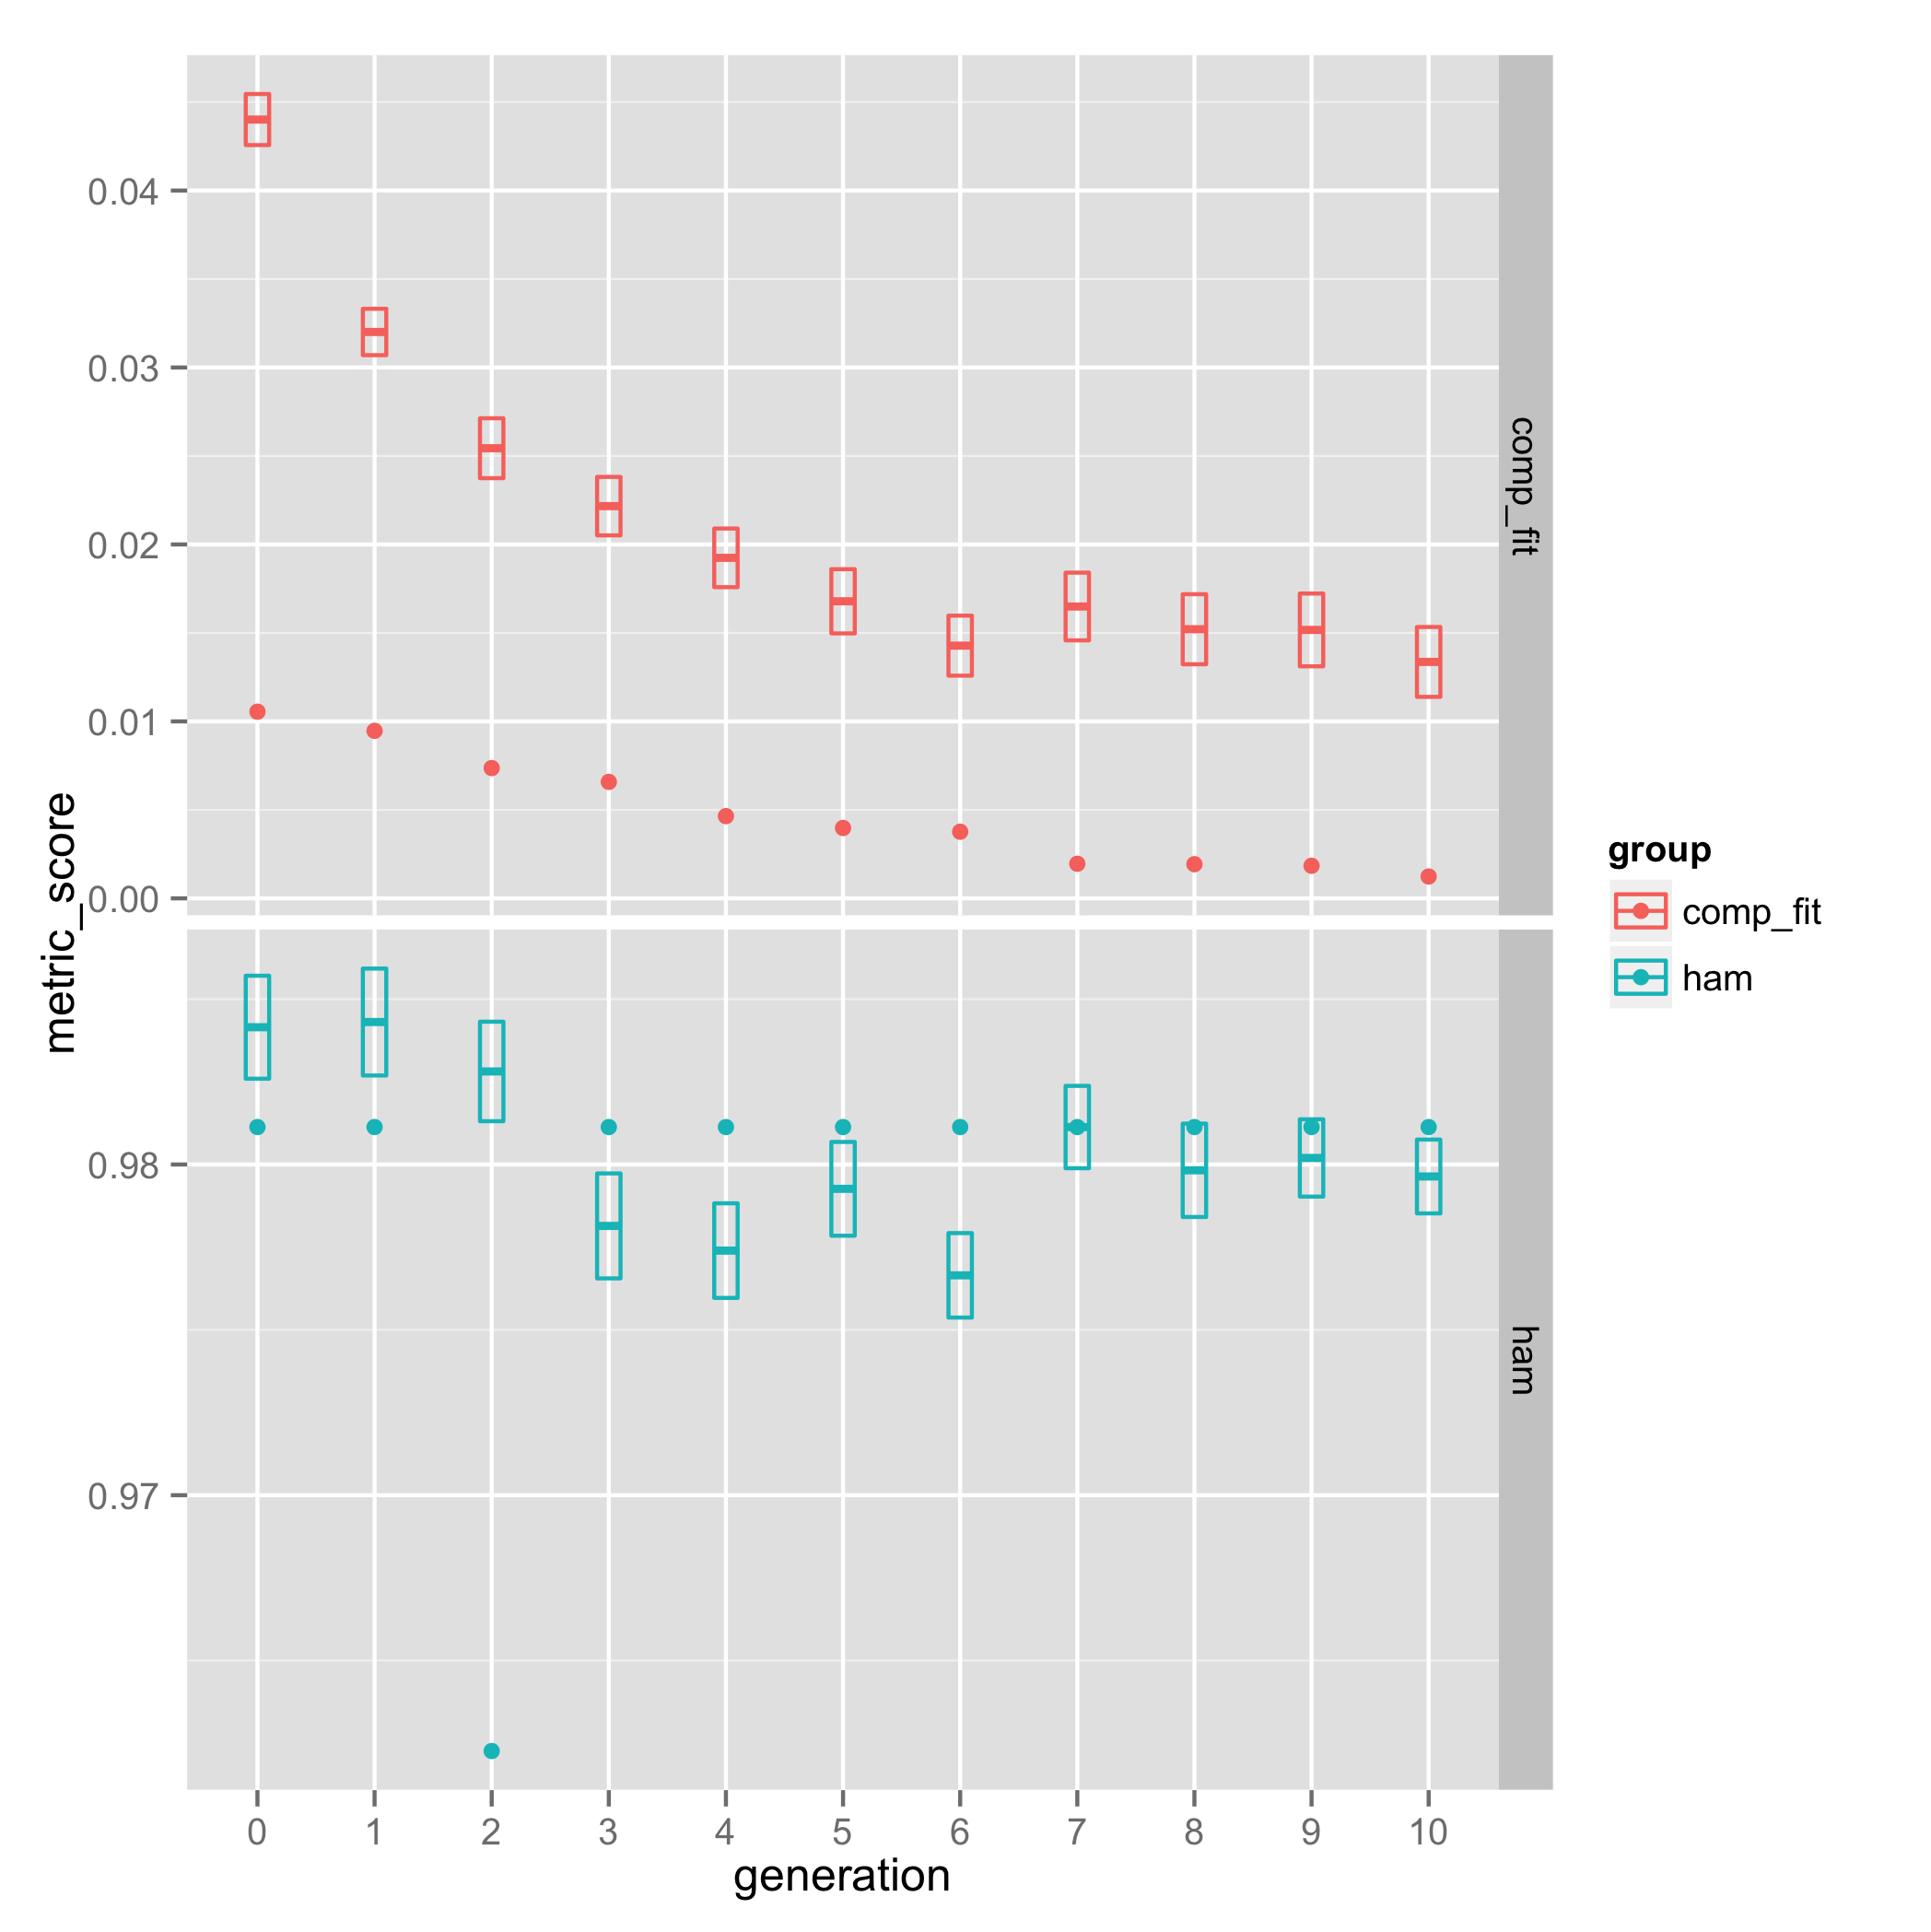 0.04
0.03
0.02
0.01
0.00
comp_fit
metric_score
0.98
0.97
ham
0 1 2 3 4 5 6 7 8 9 10
generation
group
comp_fit
ham